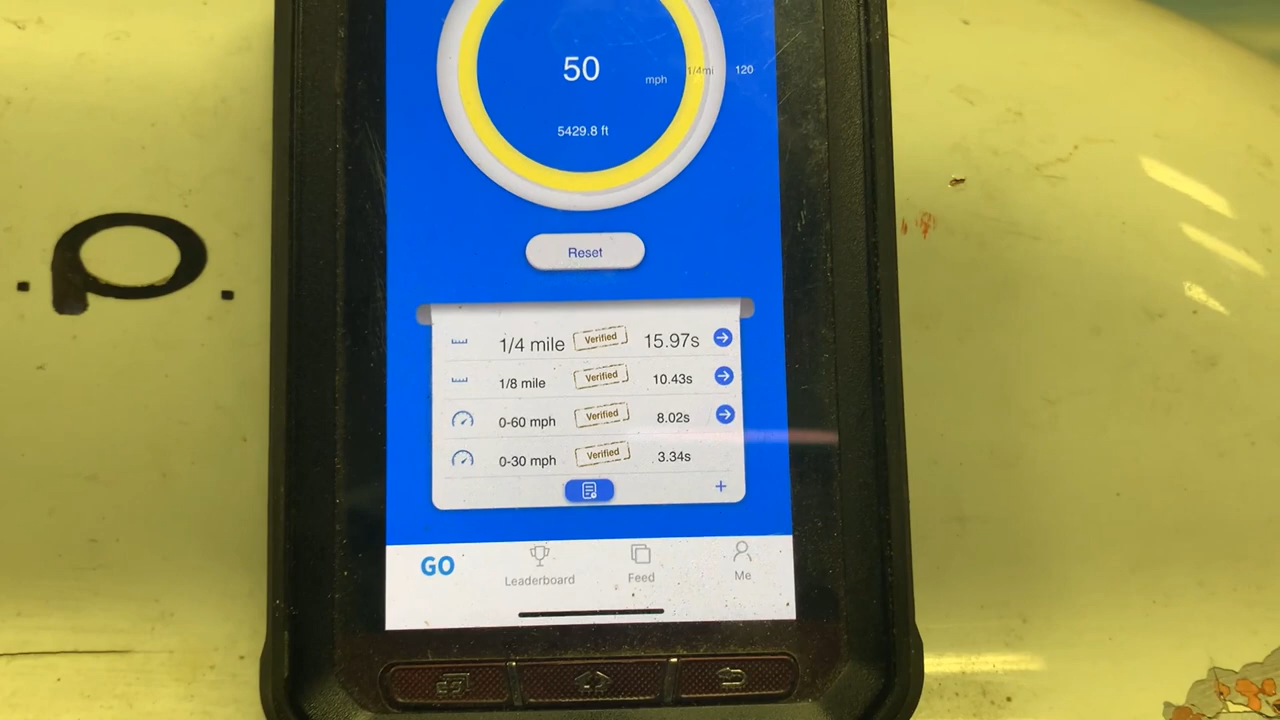 50
mph
1/4mi
120
5429.8 ft
Reset
1/4 mile Verified 15.97s
1/8 mile Verified 10.43s
0-60 mph Verified 8.02s
0-30 mph Verified 3.34s
+
GO
Leaderboard
Feed
Me